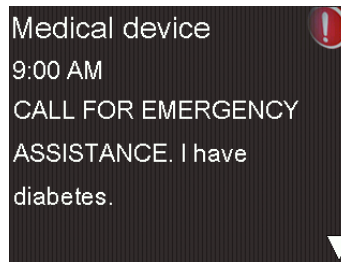 Medical device
9:00 AM
CALL FOR EMERGENCY
ASSISTANCE. I have
diabetes.